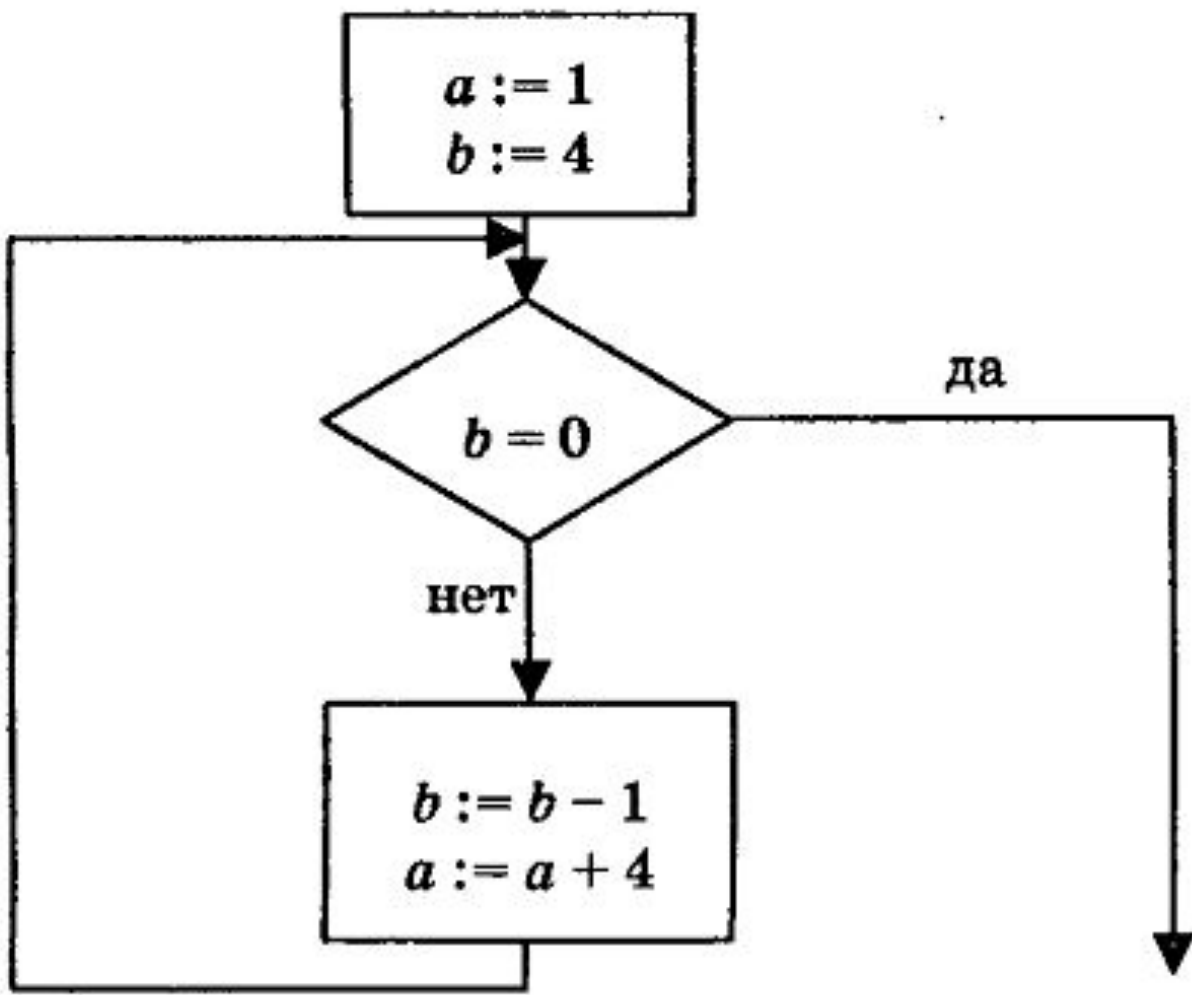 a := 1
b := 4
b = 0
да
нет
b := b − 1
a := a + 4